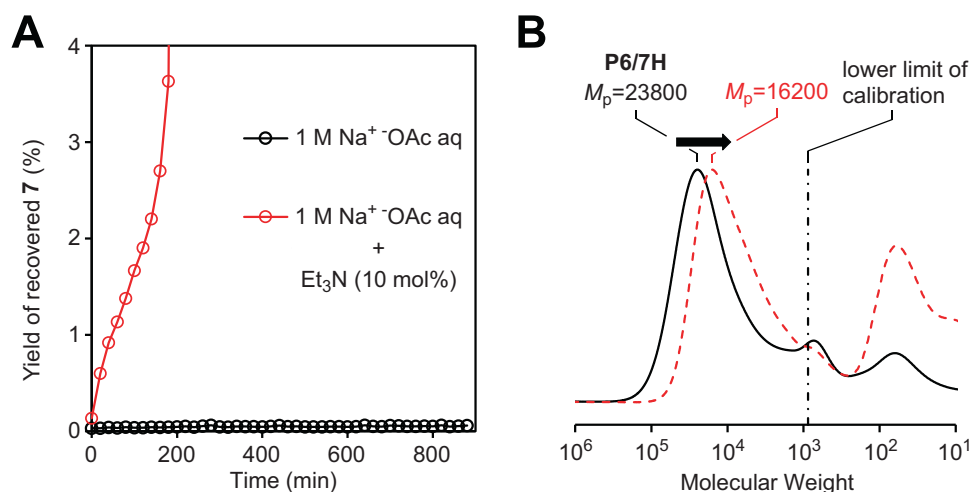 A
Yield of recovered 7 (%)
4
3
2
1
0
1 M Na⁺ ⁻OAc aq
1 M Na⁺ ⁻OAc aq
+
Et₃N (10 mol%)
0
200
400
600
800
Time (min)
B
P6/7H
Mₚ=23800
Mₚ=16200
lower limit of
calibration
10⁶
10⁵
10⁴
10³
10²
10¹
Molecular Weight